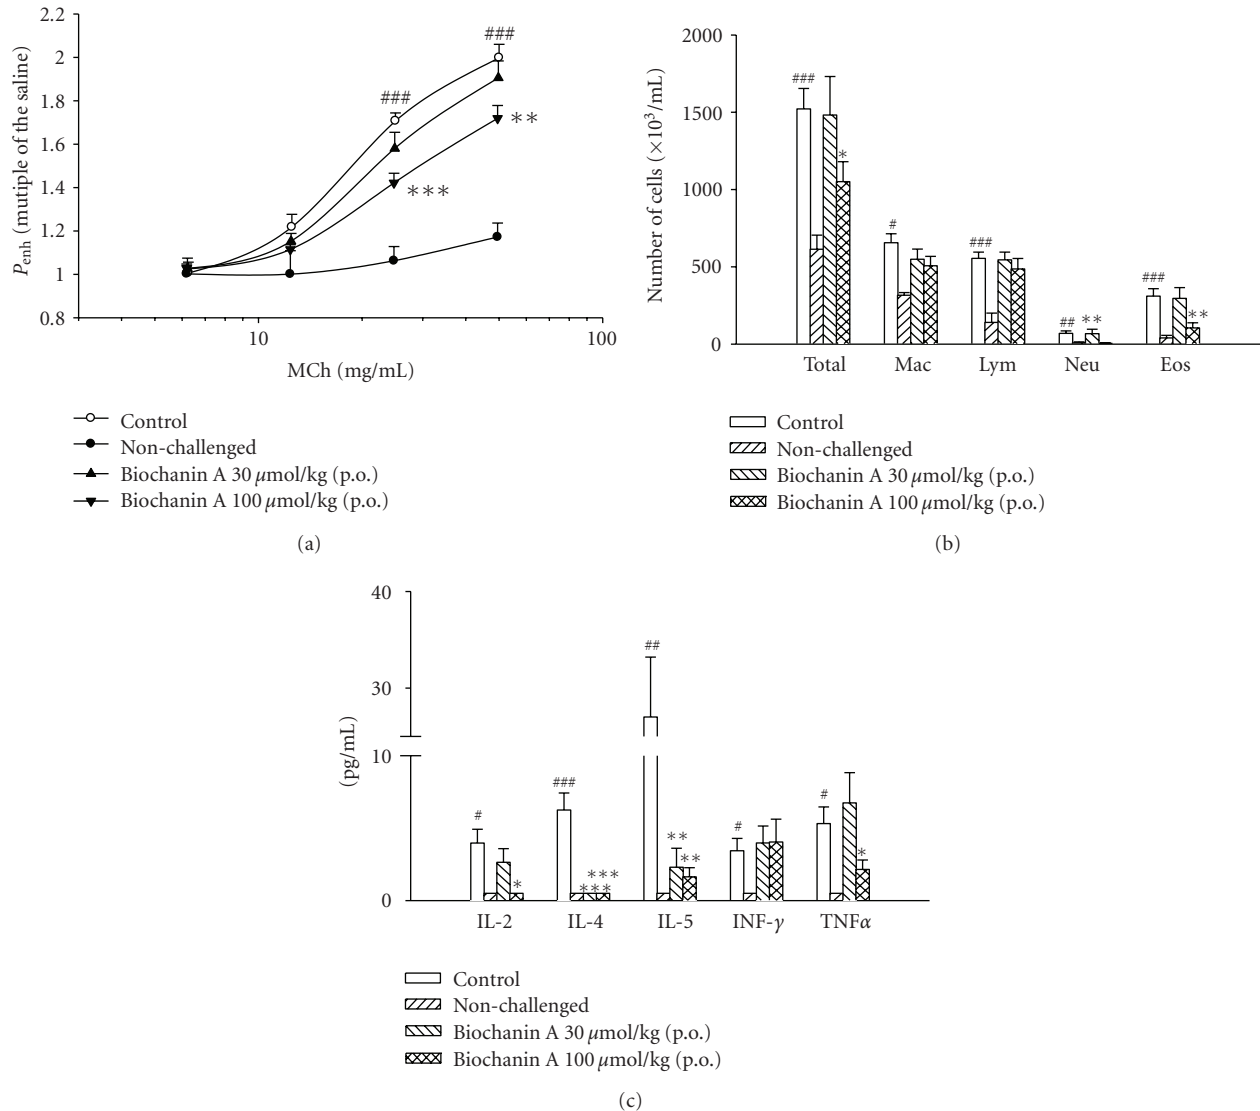 2.2
2
1.8
1.6
1.4
1.2
1
0.8
Penh (mutiple of the saline)
###
###
**
***
10
100
MCh (mg/mL)
Control
Non-challenged
Biochanin A 30 μmol/kg (p.o.)
Biochanin A 100 μmol/kg (p.o.)
(a)
2000
1500
1000
500
0
Number of cells (×10³/mL)
###
*
#
###
##
**
###
**
Total Mac Lym Neu Eos
Control
Non-challenged
Biochanin A 30 μmol/kg (p.o.)
Biochanin A 100 μmol/kg (p.o.)
(b)
40
30
10
0
(pg/mL)
#
*
###
***
***
##
**
**
#
#
*
IL-2 IL-4 IL-5 INF-γ TNFα
Control
Non-challenged
Biochanin A 30 μmol/kg (p.o.)
Biochanin A 100 μmol/kg (p.o.)
(c)